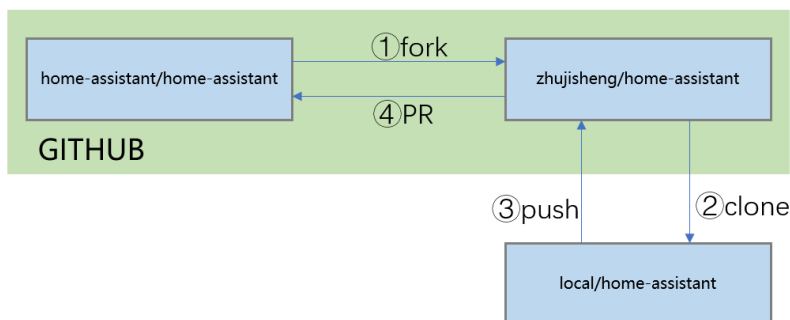 ①fork
home-assistant/home-assistant
zhujisheng/home-assistant
④PR
GITHUB
③push
②clone
local/home-assistant